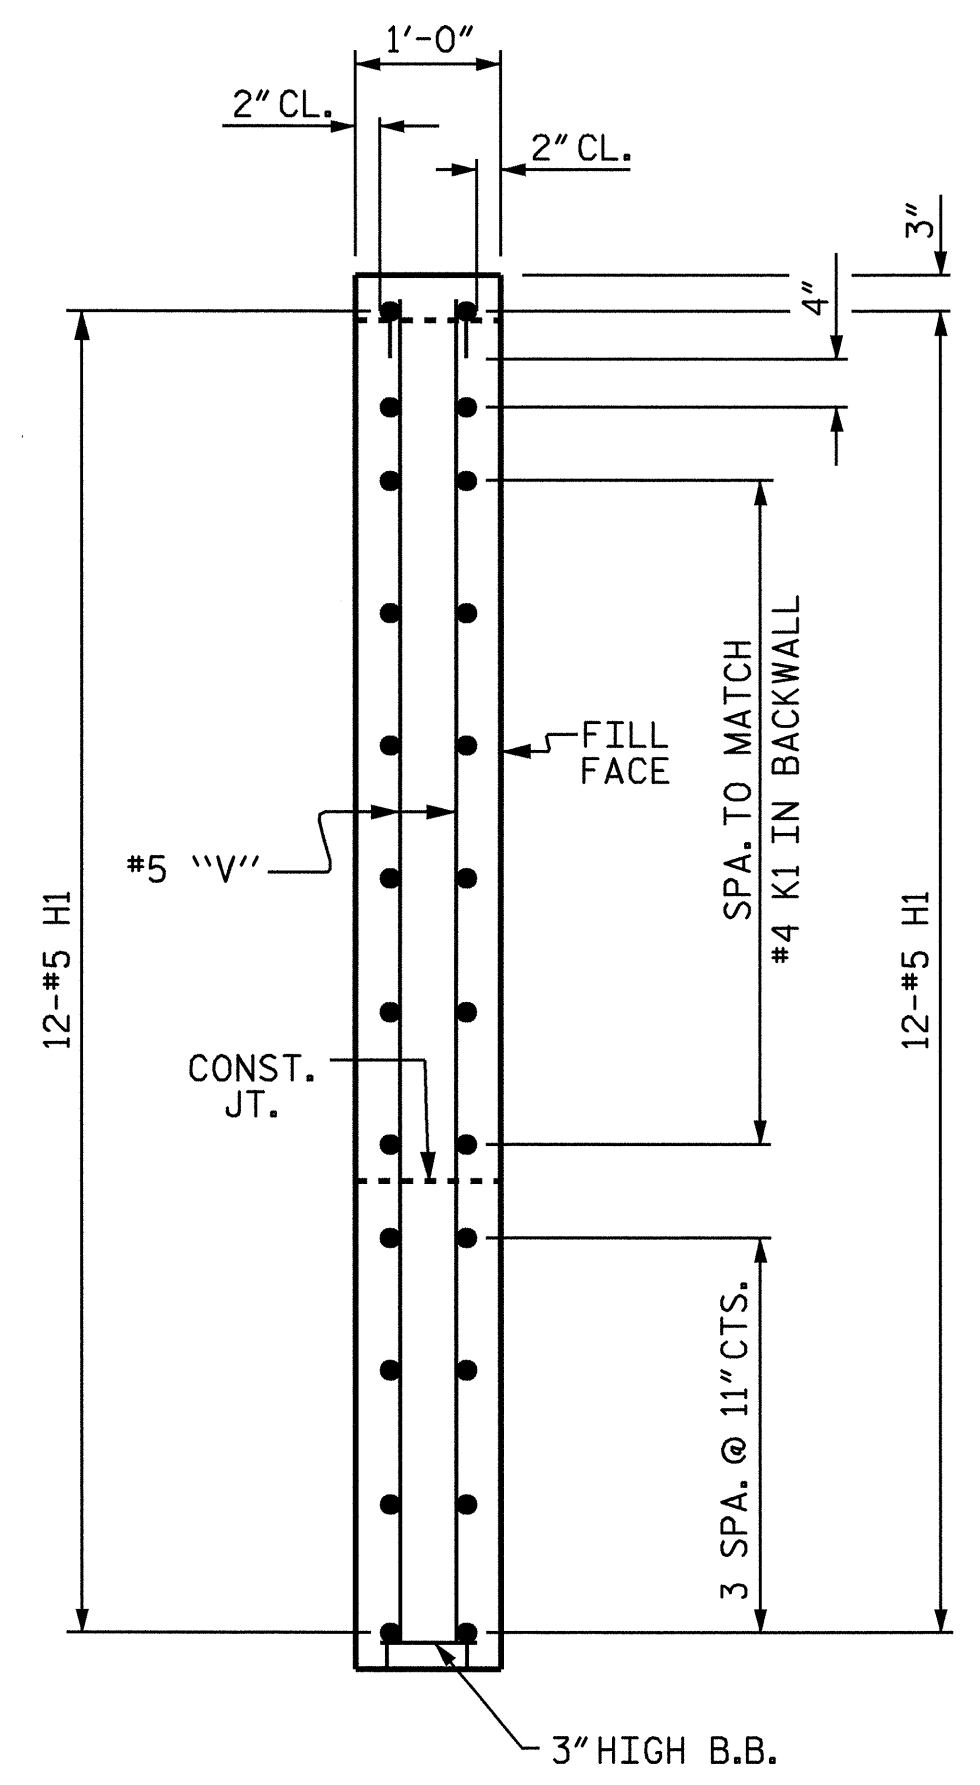 1'-0"
2" CL.
2" CL.
3"
4"
FILL
FACE
SPA. TO MATCH
#4 K1 IN BACKWALL
#5 "V"
12-#5 H1
12-#5 H1
CONST.
JT.
3 SPA. @ 11" CTS.
3" HIGH B.B.